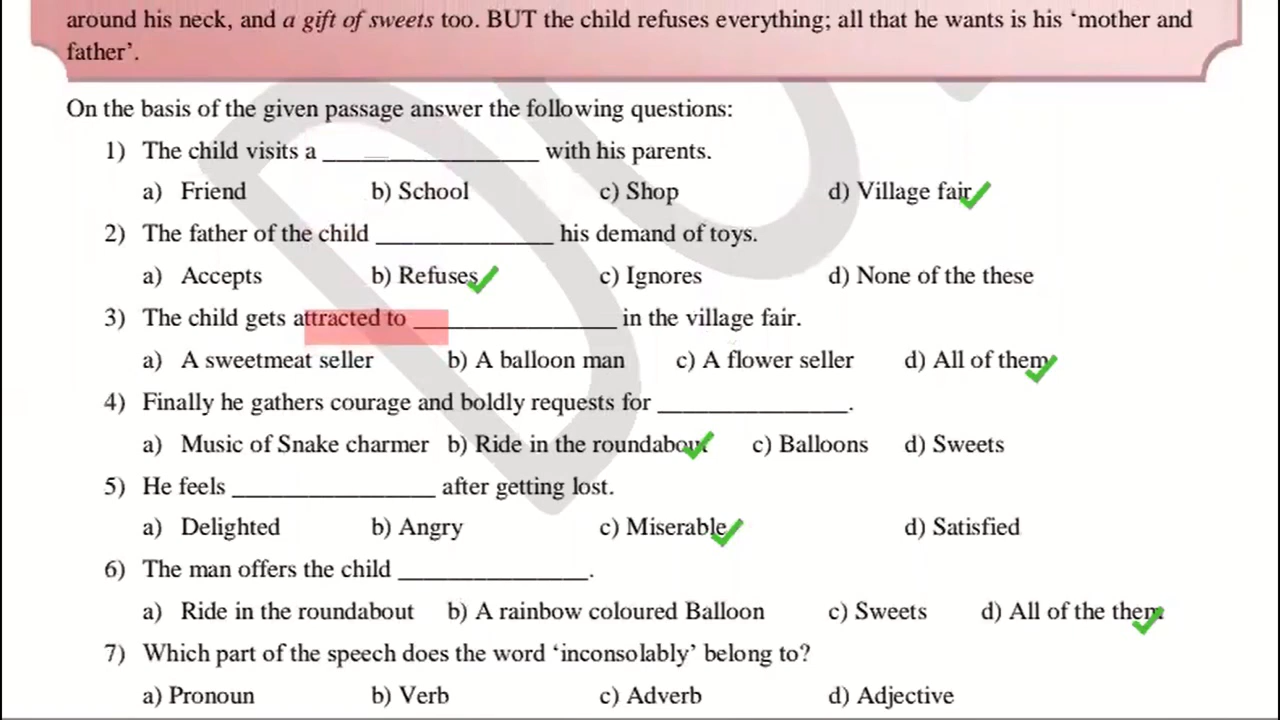 around his neck, and a gift of sweets too. BUT the child refuses everything; all that he wants is his ‘mother and
father’.
On the basis of the given passage answer the following questions:
1) The child visits a _________________ with his parents.
a) Friend b) School c) Shop d) Village fair
2) The father of the child ______________ his demand of toys.
a) Accepts b) Refuses c) Ignores d) None of the these
3) The child gets attracted to ________________ in the village fair.
a) A sweetmeat seller b) A balloon man c) A flower seller d) All of them
4) Finally he gathers courage and boldly requests for _______________.
a) Music of Snake charmer b) Ride in the roundabout c) Balloons d) Sweets
5) He feels ________________ after getting lost.
a) Delighted b) Angry c) Miserable d) Satisfied
6) The man offers the child _______________.
a) Ride in the roundabout b) A rainbow coloured Balloon c) Sweets d) All of the them
7) Which part of the speech does the word ‘inconsolably’ belong to?
a) Pronoun b) Verb c) Adverb d) Adjective